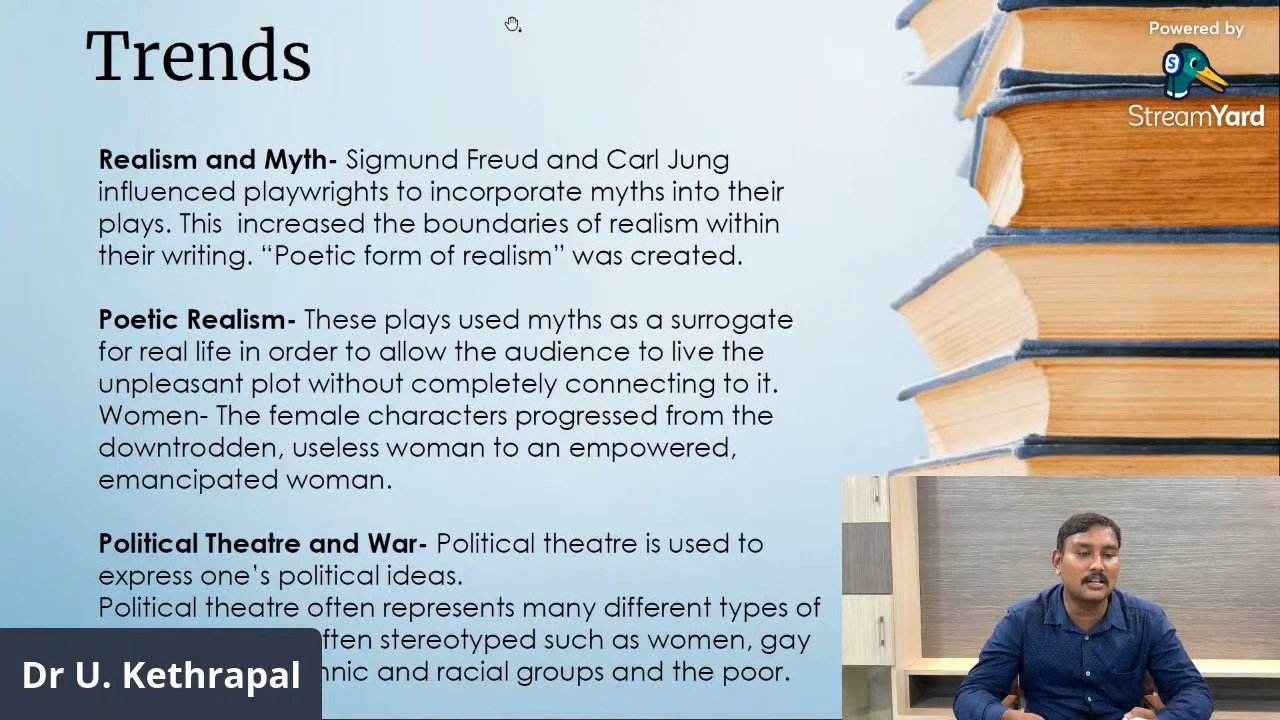 Trends
Powered by
StreamYard
Realism and Myth- Sigmund Freud and Carl Jung
influenced playwrights to incorporate myths into their
plays. This increased the boundaries of realism within
their writing. “Poetic form of realism” was created.
Poetic Realism- These plays used myths as a surrogate
for real life in order to allow the audience to live the
unpleasant plot without completely connecting to it.
Women- The female characters progressed from the
downtrodden, useless woman to an empowered,
emancipated woman.
Political Theatre and War- Political theatre is used to
express one’s political ideas.
Political theatre often represents many different types of
stereotyped such as women, gay
and racial groups and the poor.
Dr U. Kethrapal